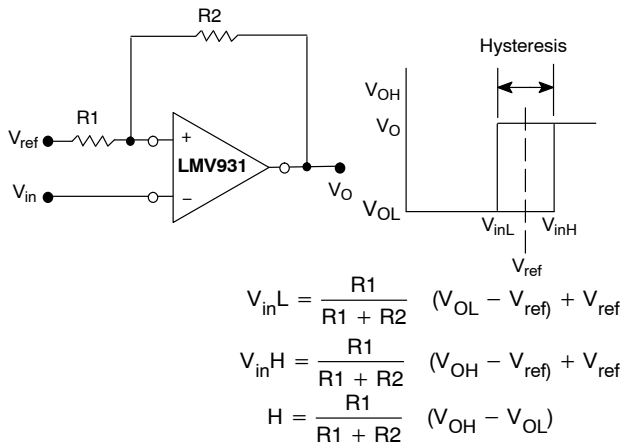 R2
Hysteresis
R1
VOH
VO
Vref
+
LMV931
Vin
−
VO
VOL
VinL
VinH
Vref
VinL = R1 / R1 + R2 (VOL − Vref) + Vref
VinH = R1 / R1 + R2 (VOH − Vref) + Vref
H = R1 / R1 + R2 (VOH − VOL)